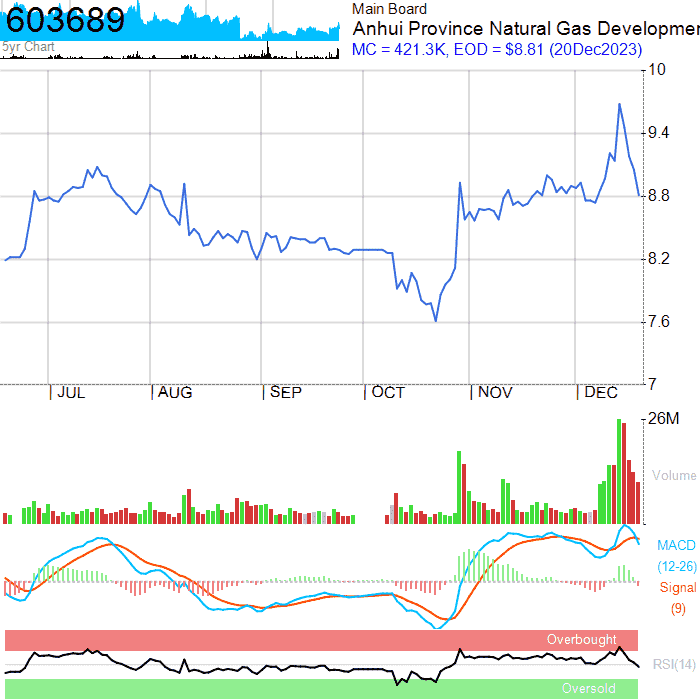 603689
5yr Chart
Main Board
Anhui Province Natural Gas Developmen
MC = 421.3K, EOD = $8.81 (20Dec2023)
10
9.4
8.8
8.2
7.6
7
JUL AUG SEP OCT NOV DEC
26M
Volume
MACD
(12-26)
Signal
(9)
Overbought
RSI(14)
Oversold